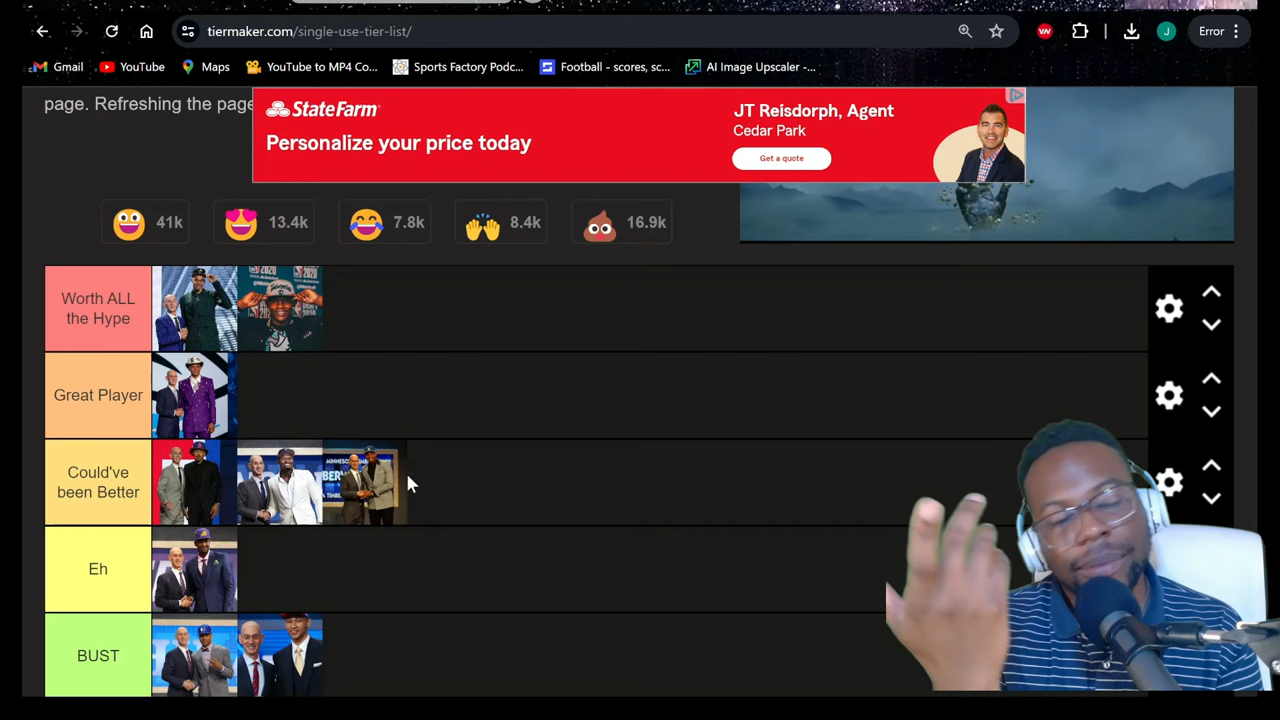 tiermaker.com/single-use-tier-list/
J
Error
Gmail
YouTube
Maps
YouTube to MP4 Co...
Sports Factory Podc...
Football - scores, sc...
AI Image Upscaler -...
page. Refreshing the page
StateFarm
Personalize your price today
JT Reisdorph, Agent
Cedar Park
Get a quote
41k
13.4k
7.8k
8.4k
16.9k
Worth ALL
the Hype
2020
Great Player
Could've
been Better
Eh
BUST